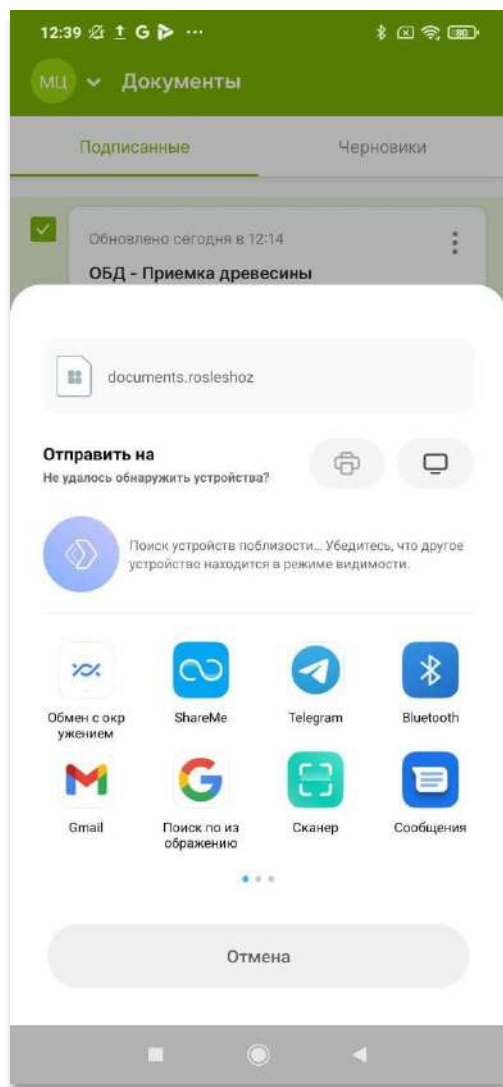 12:39
80
МЦ Документы
Подписанные Черновики
Обновлено сегодня в 12:14
ОБД - Приемка древесины
documents.rosleshoz
Отправить на
Не удалось обнаружить устройства?
Поиск устройств поблизости... Убедитесь, что другое
устройство находится в режиме видимости.
Обмен с окр
ужением
ShareMe
Telegram
Bluetooth
Gmail
Поиск по из
ображению
Сканер
Сообщения
Отмена